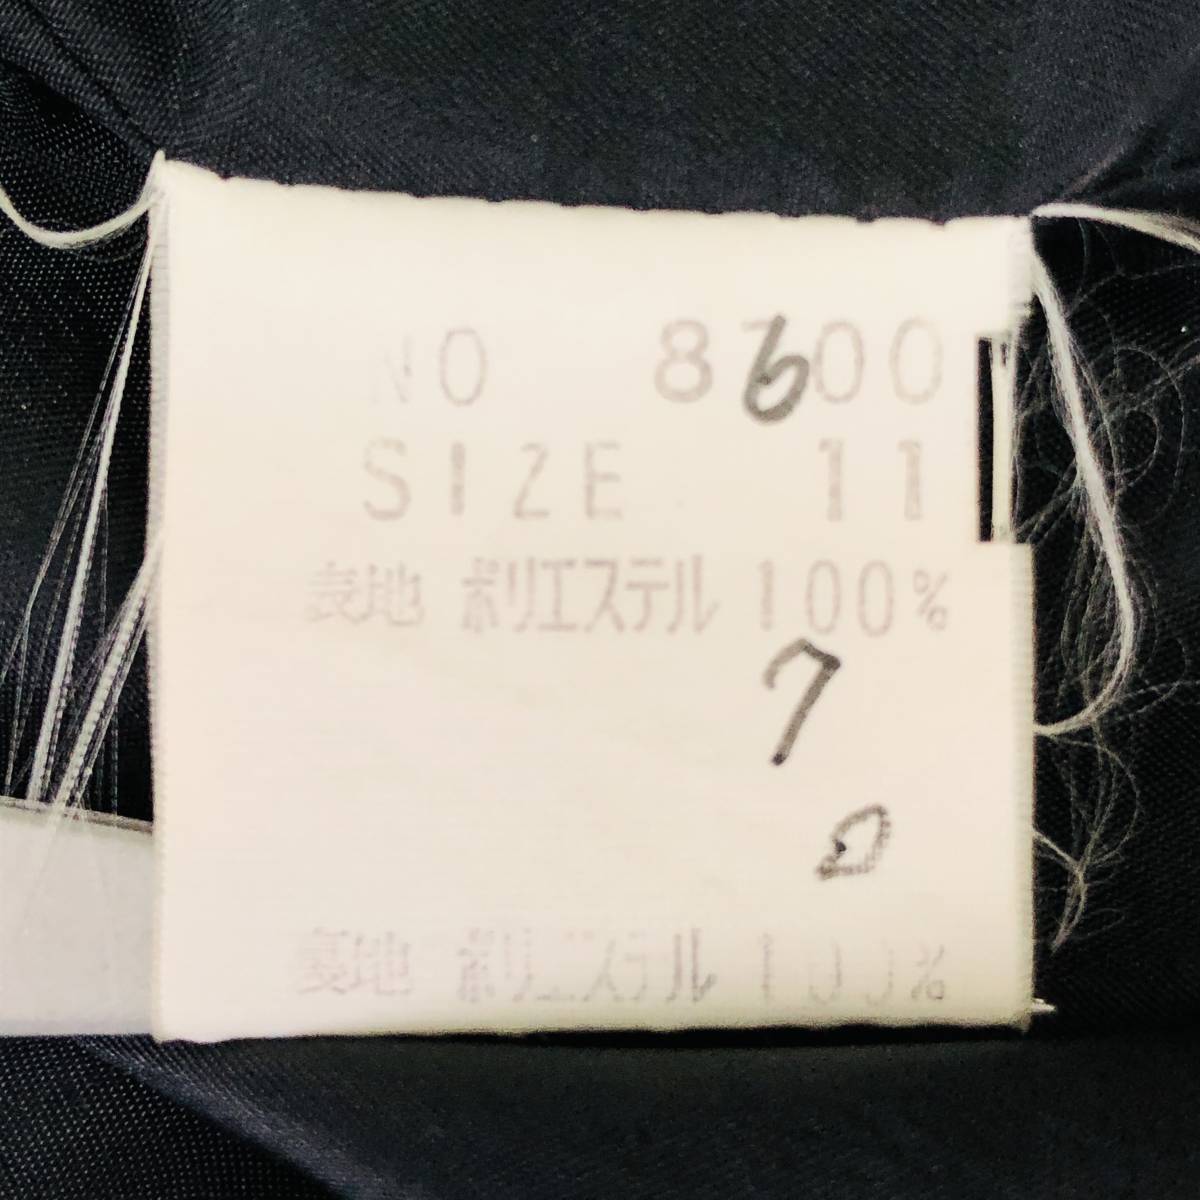 NO 8600
SIZE 11
表地 ポリエステル 100%
7
裏地 ポリエステル 100%